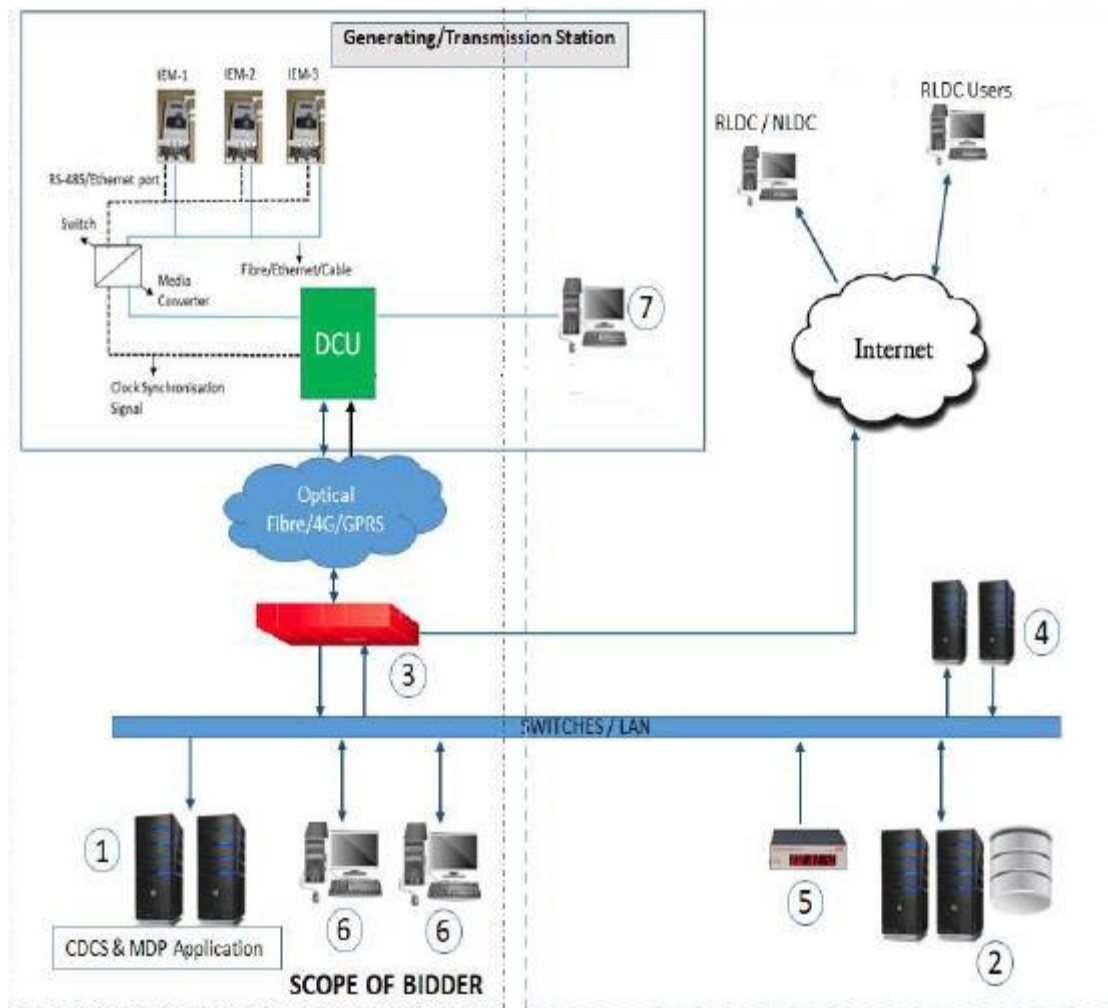 Generating/Transmission Station
IEM-1
IEM-2
IEM-3
RLDC Users
RLDC / NLDC
RS-485/Ethernet port
Switch
Fibre/Ethernet/Cable
Media
Converter
7
DCU
Internet
Clock Synchronisation
Signal
Optical
Fibre/4G/GPRS
4
3
SWITCHES / LAN
1
6
6
5
2
CDCS & MDP Application
SCOPE OF BIDDER